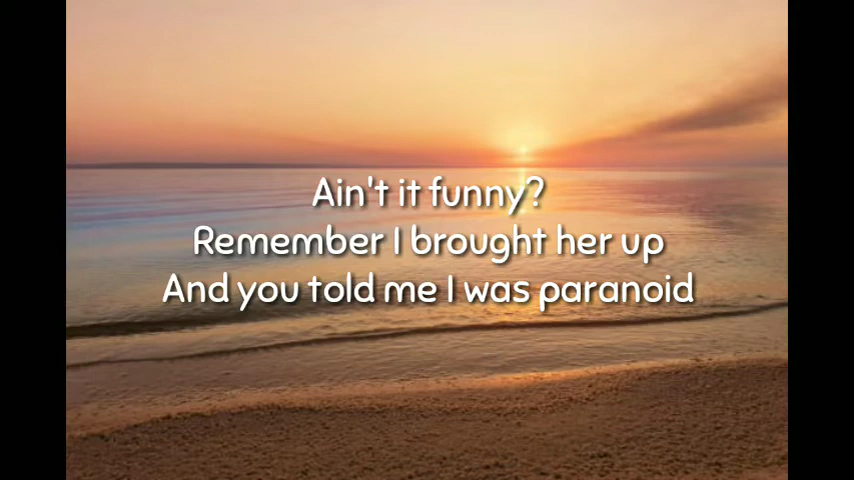 Ain't it funny?
Remember I brought her up
And you told me I was paranoid